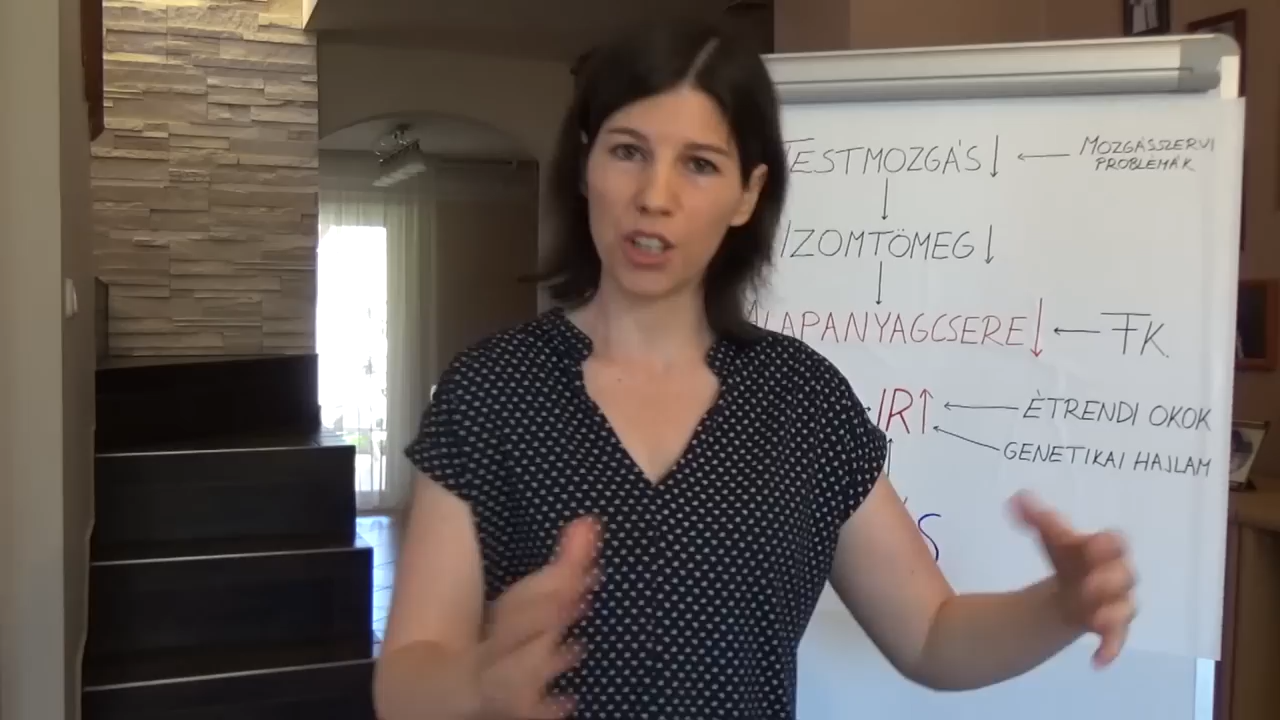 TESTMOZGÁS↓ ← MOZGÁSSZERVI
PROBLÉMÁK
IZOMTÖMEG↓
ALAPANYAGCSERE↓ ← FK.
IR↑ ← ÉTRENDI OKOK
GENETIKAI HAJLAM